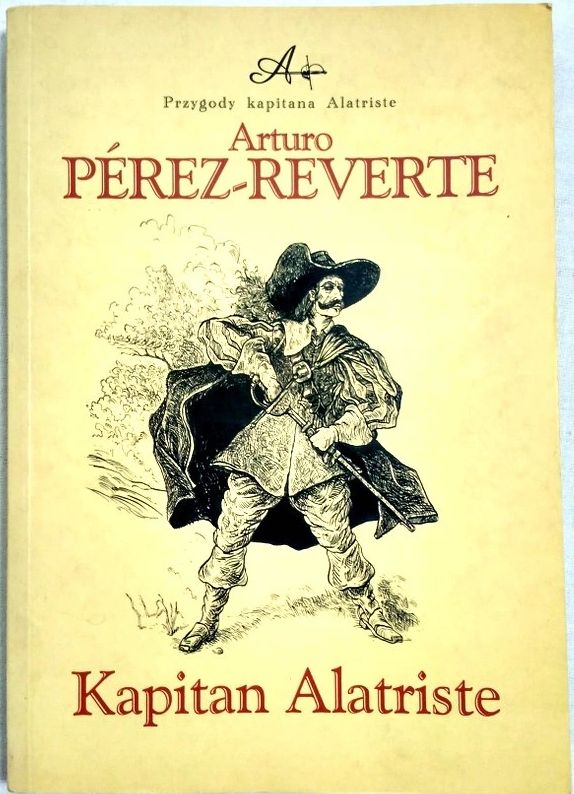 A
Przygody kapitana Alatriste
Arturo
PÉREZ-REVERTE
Kapitan Alatriste